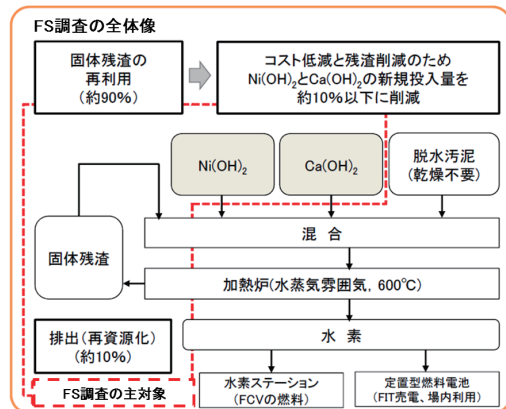 FS調査の全体像
固体残渣の
再利用
(約90%)
コスト低減と残渣削減のため
Ni(OH)₂とCa(OH)₂の新規投入量を
約10%以下に削減
Ni(OH)₂
Ca(OH)₂
脱水汚泥
(乾燥不要)
混合
固体残渣
加熱炉(水蒸気雰囲気, 600℃)
排出(再資源化)
(約10%)
水素
FS調査の主対象
水素ステーション
(FCVの燃料)
定置型燃料電池
(FIT売電、場内利用)